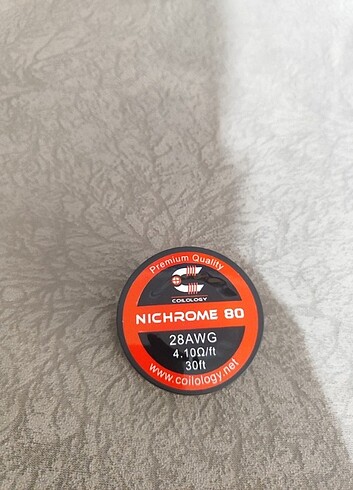 Premium Quality
COILOLOGY
NICHROME 80
28AWG
4.10Ω/ft
30ft
www.coilology.net